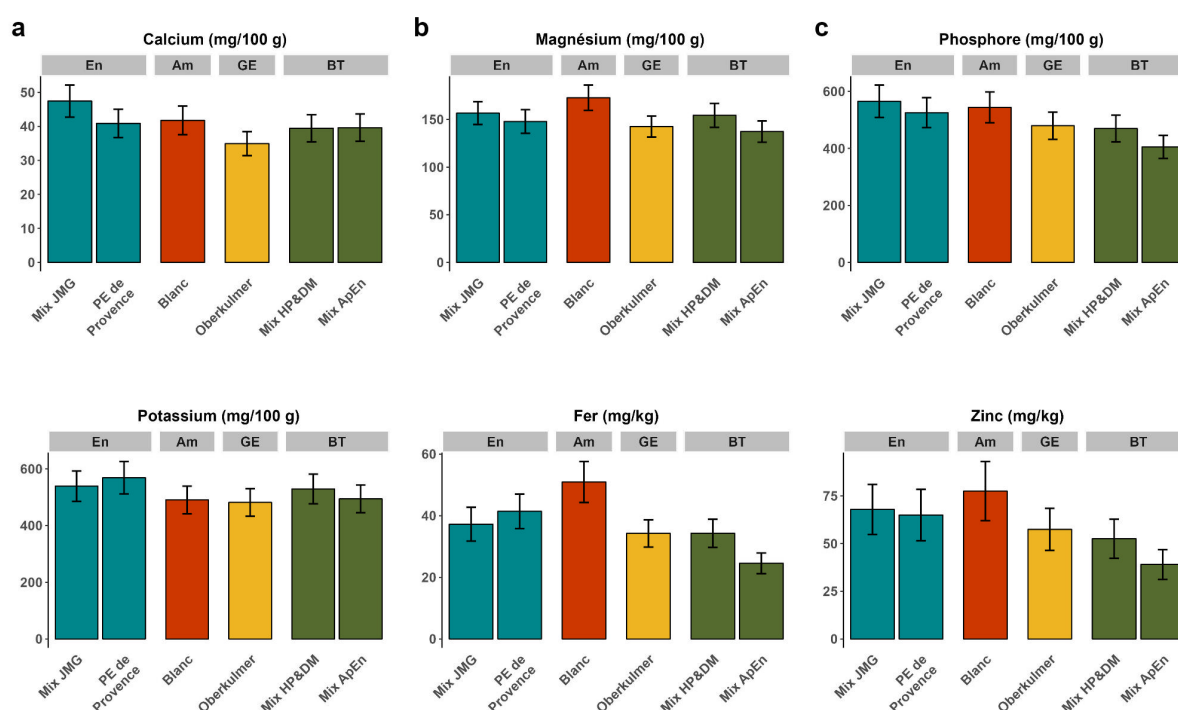 a
Calcium (mg/100 g)
En Am GE BT
50
40
30
20
10
0
Mix JMG
PE de
Provence
Blanc
Oberkulmer
Mix HP&DM
Mix ApEn
b
Magnésium (mg/100 g)
En Am GE BT
150
100
50
0
Mix JMG
PE de
Provence
Blanc
Oberkulmer
Mix HP&DM
Mix ApEn
c
Phosphore (mg/100 g)
En Am GE BT
600
400
200
0
Mix JMG
PE de
Provence
Blanc
Oberkulmer
Mix HP&DM
Mix ApEn
Potassium (mg/100 g)
En Am GE BT
600
400
200
0
Mix JMG
PE de
Provence
Blanc
Oberkulmer
Mix HP&DM
Mix ApEn
Fer (mg/kg)
En Am GE BT
60
40
20
0
Mix JMG
PE de
Provence
Blanc
Oberkulmer
Mix HP&DM
Mix ApEn
Zinc (mg/kg)
En Am GE BT
75
50
25
0
Mix JMG
PE de
Provence
Blanc
Oberkulmer
Mix HP&DM
Mix ApEn